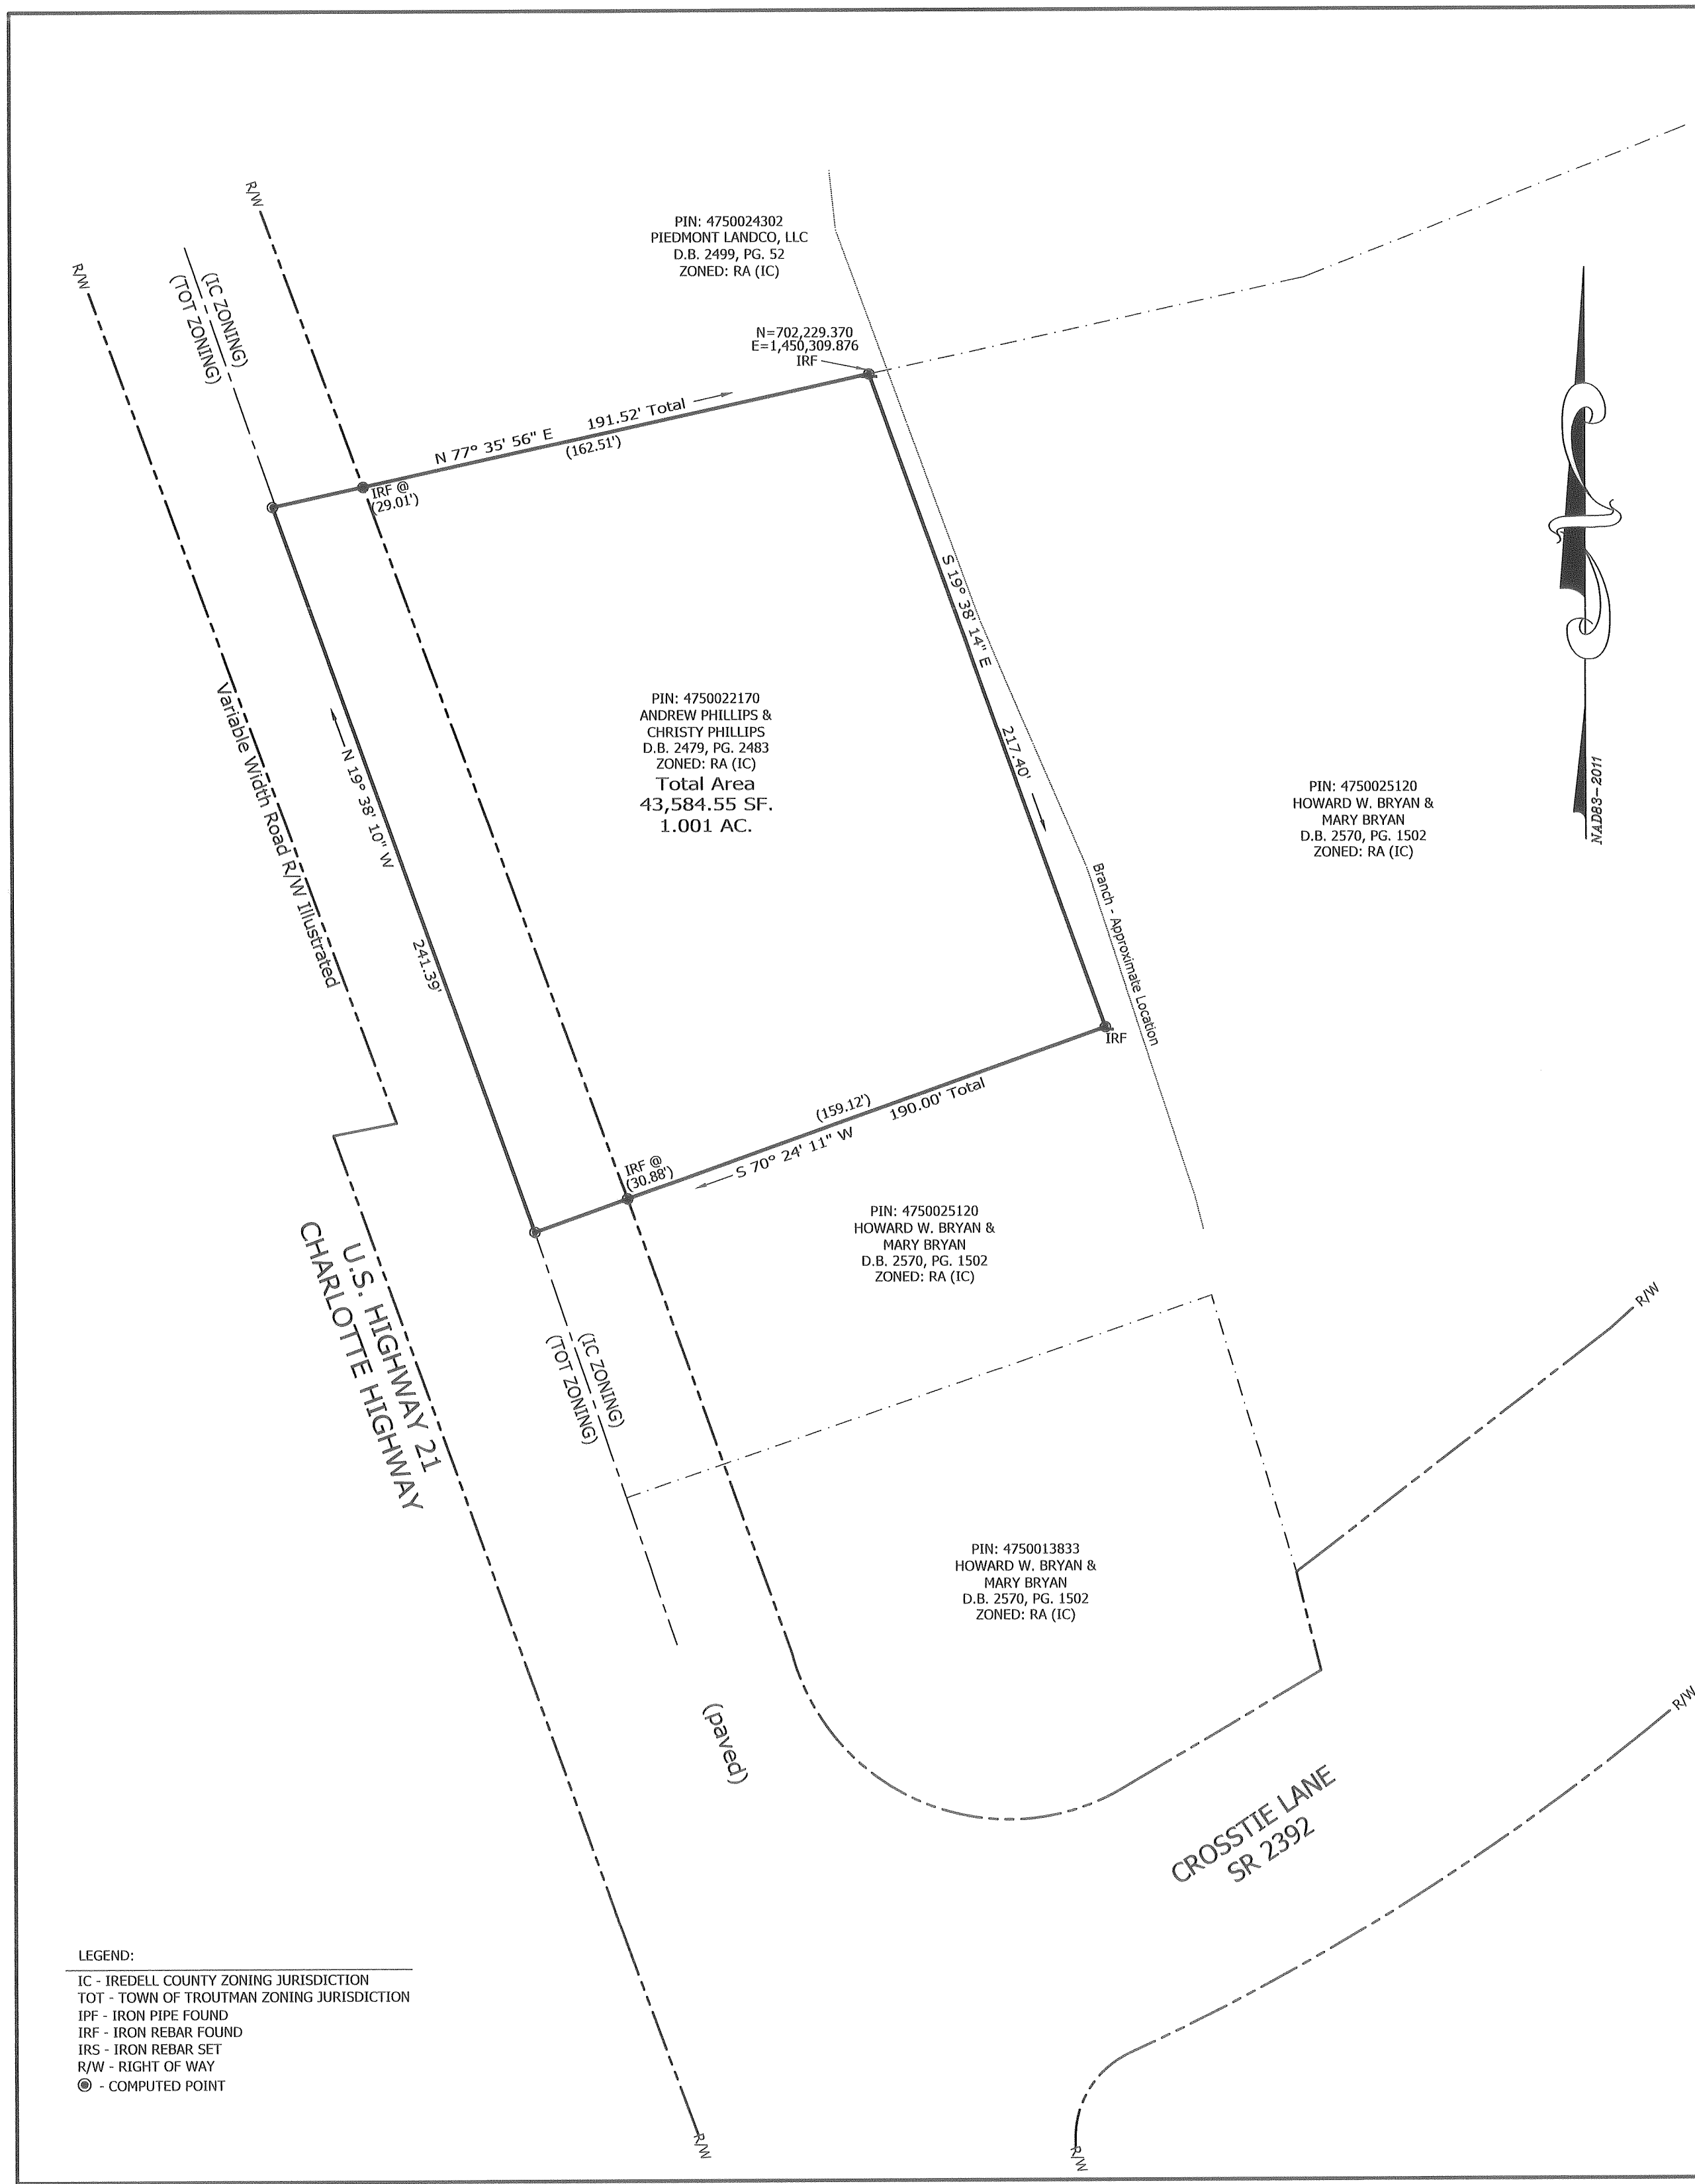 R/W
R/W
(IC ZONING)
(TOT ZONING)
PIN: 4750024302
PIEDMONT LANDCO, LLC
D.B. 2499, PG. 52
ZONED: RA (IC)
N=702,229.370
E=1,450,309.876
IRF
N 77° 35' 56" E
191.52' Total
(162.51')
IRF @
(29.01')
S 19° 38' 14" E
217.40'
Variable Width Road R/W Illustrated
N 19° 38' 10" W
241.39'
PIN: 4750022170
ANDREW PHILLIPS &
CHRISTY PHILLIPS
D.B. 2479, PG. 2483
ZONED: RA (IC)
Total Area
43,584.55 SF.
1.001 AC.
PIN: 4750025120
HOWARD W. BRYAN &
MARY BRYAN
D.B. 2570, PG. 1502
ZONED: RA (IC)
NAD83-2011
Branch - Approximate Location
IRF
(159.12')
190.00' Total
S 70° 24' 11" W
IRF @
(30.88')
PIN: 4750025120
HOWARD W. BRYAN &
MARY BRYAN
D.B. 2570, PG. 1502
ZONED: RA (IC)
U.S. HIGHWAY 21
CHARLOTTE HIGHWAY
(IC ZONING)
(TOT ZONING)
R/W
PIN: 4750013833
HOWARD W. BRYAN &
MARY BRYAN
D.B. 2570, PG. 1502
ZONED: RA (IC)
(paved)
R/W
CROSSTIE LANE
SR 2392
LEGEND:
IC - IREDELL COUNTY ZONING JURISDICTION
TOT - TOWN OF TROUTMAN ZONING JURISDICTION
IPF - IRON PIPE FOUND
IRF - IRON REBAR FOUND
IRS - IRON REBAR SET
R/W - RIGHT OF WAY
- COMPUTED POINT
R/W
R/W